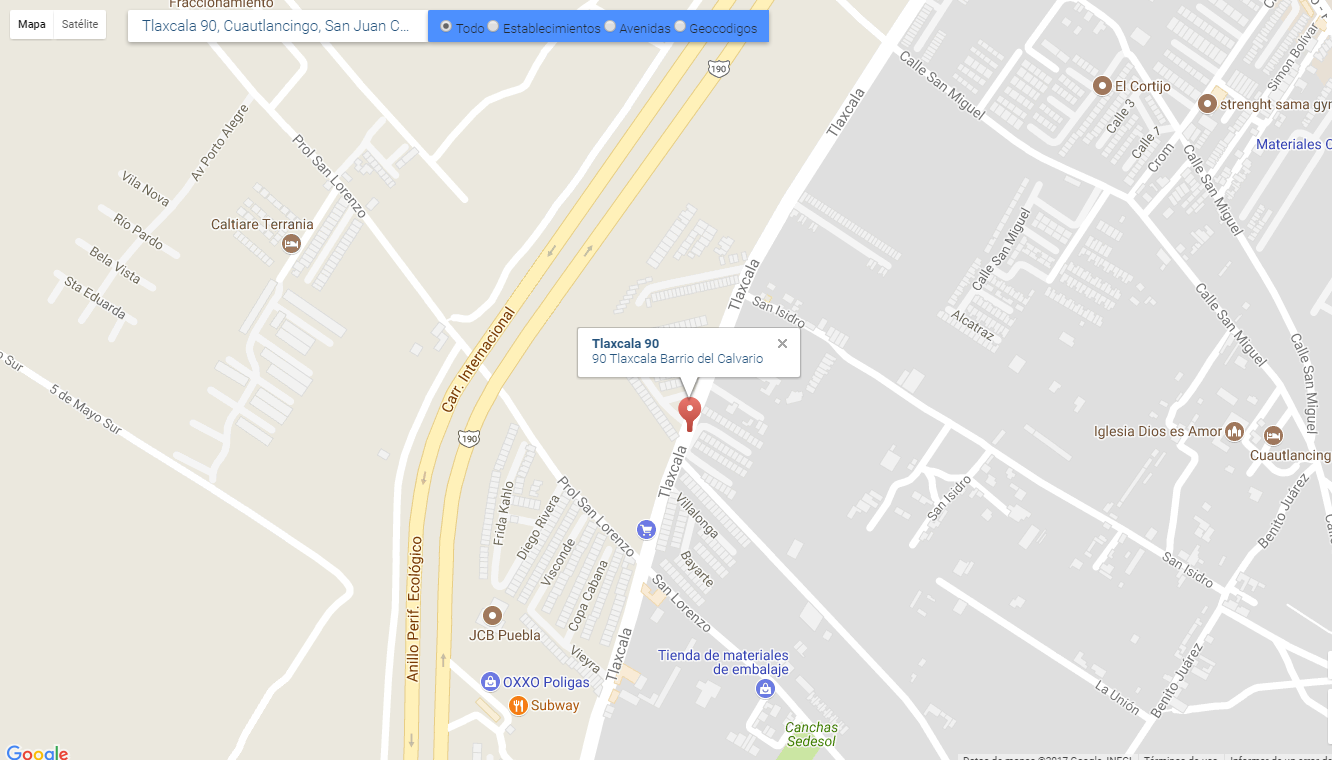 Fraccionamiento
Mapa
Satélite
Tlaxcala 90, Cuautlancingo, San Juan C...
Todo
Establecimientos
Avenidas
Geocodigos
190
Tlaxcala
Calle San Miguel
El Cortijo
Simon Bolivar
strenght sama gyr
Calle 3
Calle 1
Crom
Materiales C
Calle San Miguel
Av Porto Alegre
Prol San Lorenzo
Vila Nova
Rio Pardo
Bela Vista
Sta Eduarda
Caltiare Terrania
Calle San Miguel
Alcatraz
Calle San Miguel
Calle San Miguel
Tlaxcala
San Isidro
Carr. Internacional
Tlaxcala 90
90 Tlaxcala Barrio del Calvario
o Sur
5 de Mayo Sur
190
Iglesia Dios es Amor
Cuautlancing
Tlaxcala
Prol San Lorenzo
Frida Kahlo
Diego Rivera
Visconde
Copa Cabana
Villalonga
Bayarte
San Isidro
Benito Juárez
San Isidro
Anillo Perif. Ecológico
San Lorenzo
JCB Puebla
Vieyra
Tlaxcala
Tienda de materiales
de embalaje
OXXO Poligas
Subway
La Unión
Benito Juárez
Canchas
Sedesol
Google